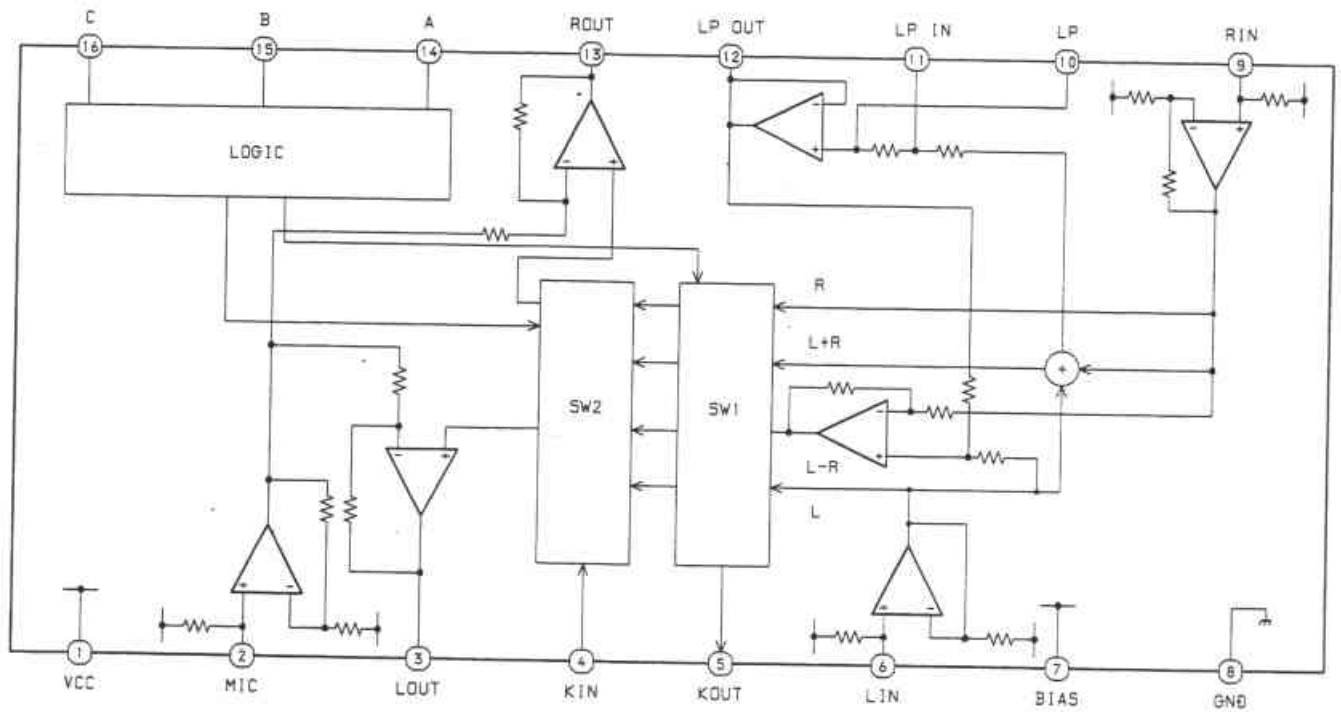 C B A ROUT LP OUT LP IN LP RIN
16 15 14 13 12 11 10 9
- +
LOGIC
- +
-
+
R
L+R
SW2 SW1
-
+
- +
L-R
L
+ -
+ -
1 2 3 4 5 6 7 8
VCC MIC LOUT KIN KOUT LIN BIAS GND
+